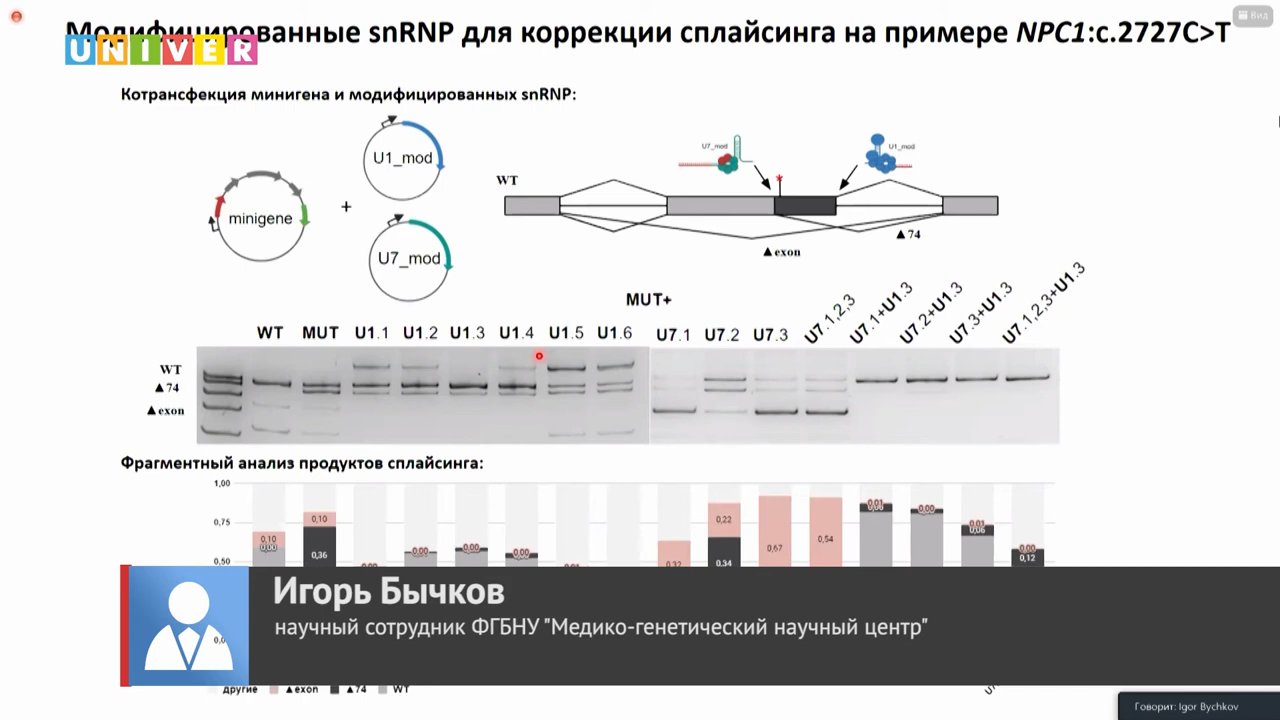 Модифицированные snRNP для коррекции сплайсинга на примере NPC1:c.2727C>T
UNIVER
Вид
Котрансфекция минигена и модифицированных snRNP:
minigene
+
U1_mod
U7_mod
WT
U7_mod
U1_mod
*
▲74
▲exon
MUT+
WT MUT U1.1 U1.2 U1.3 U1.4 U1.5 U1.6 U7.1 U7.2 U7.3 U7.1,2,3 U7.1+U1.3 U7.2+U1.3 U7.3+U1.3 U7.1,2,3+U1.3
WT
▲74
▲exon
Фрагментный анализ продуктов сплайсинга:
1,00
0,75
0,50
0,10 0,00
0,10 0,36
0,00
0,00
0,00
0,32
0,22 0,34
0,67
0,54
0,01
0,00
0,01 0,06
0,00 0,12
Игорь Бычков
научный сотрудник ФГБНУ "Медико-генетический научный центр"
другие ▲exon ▲74 WT
Говорит: Igor Bychkov